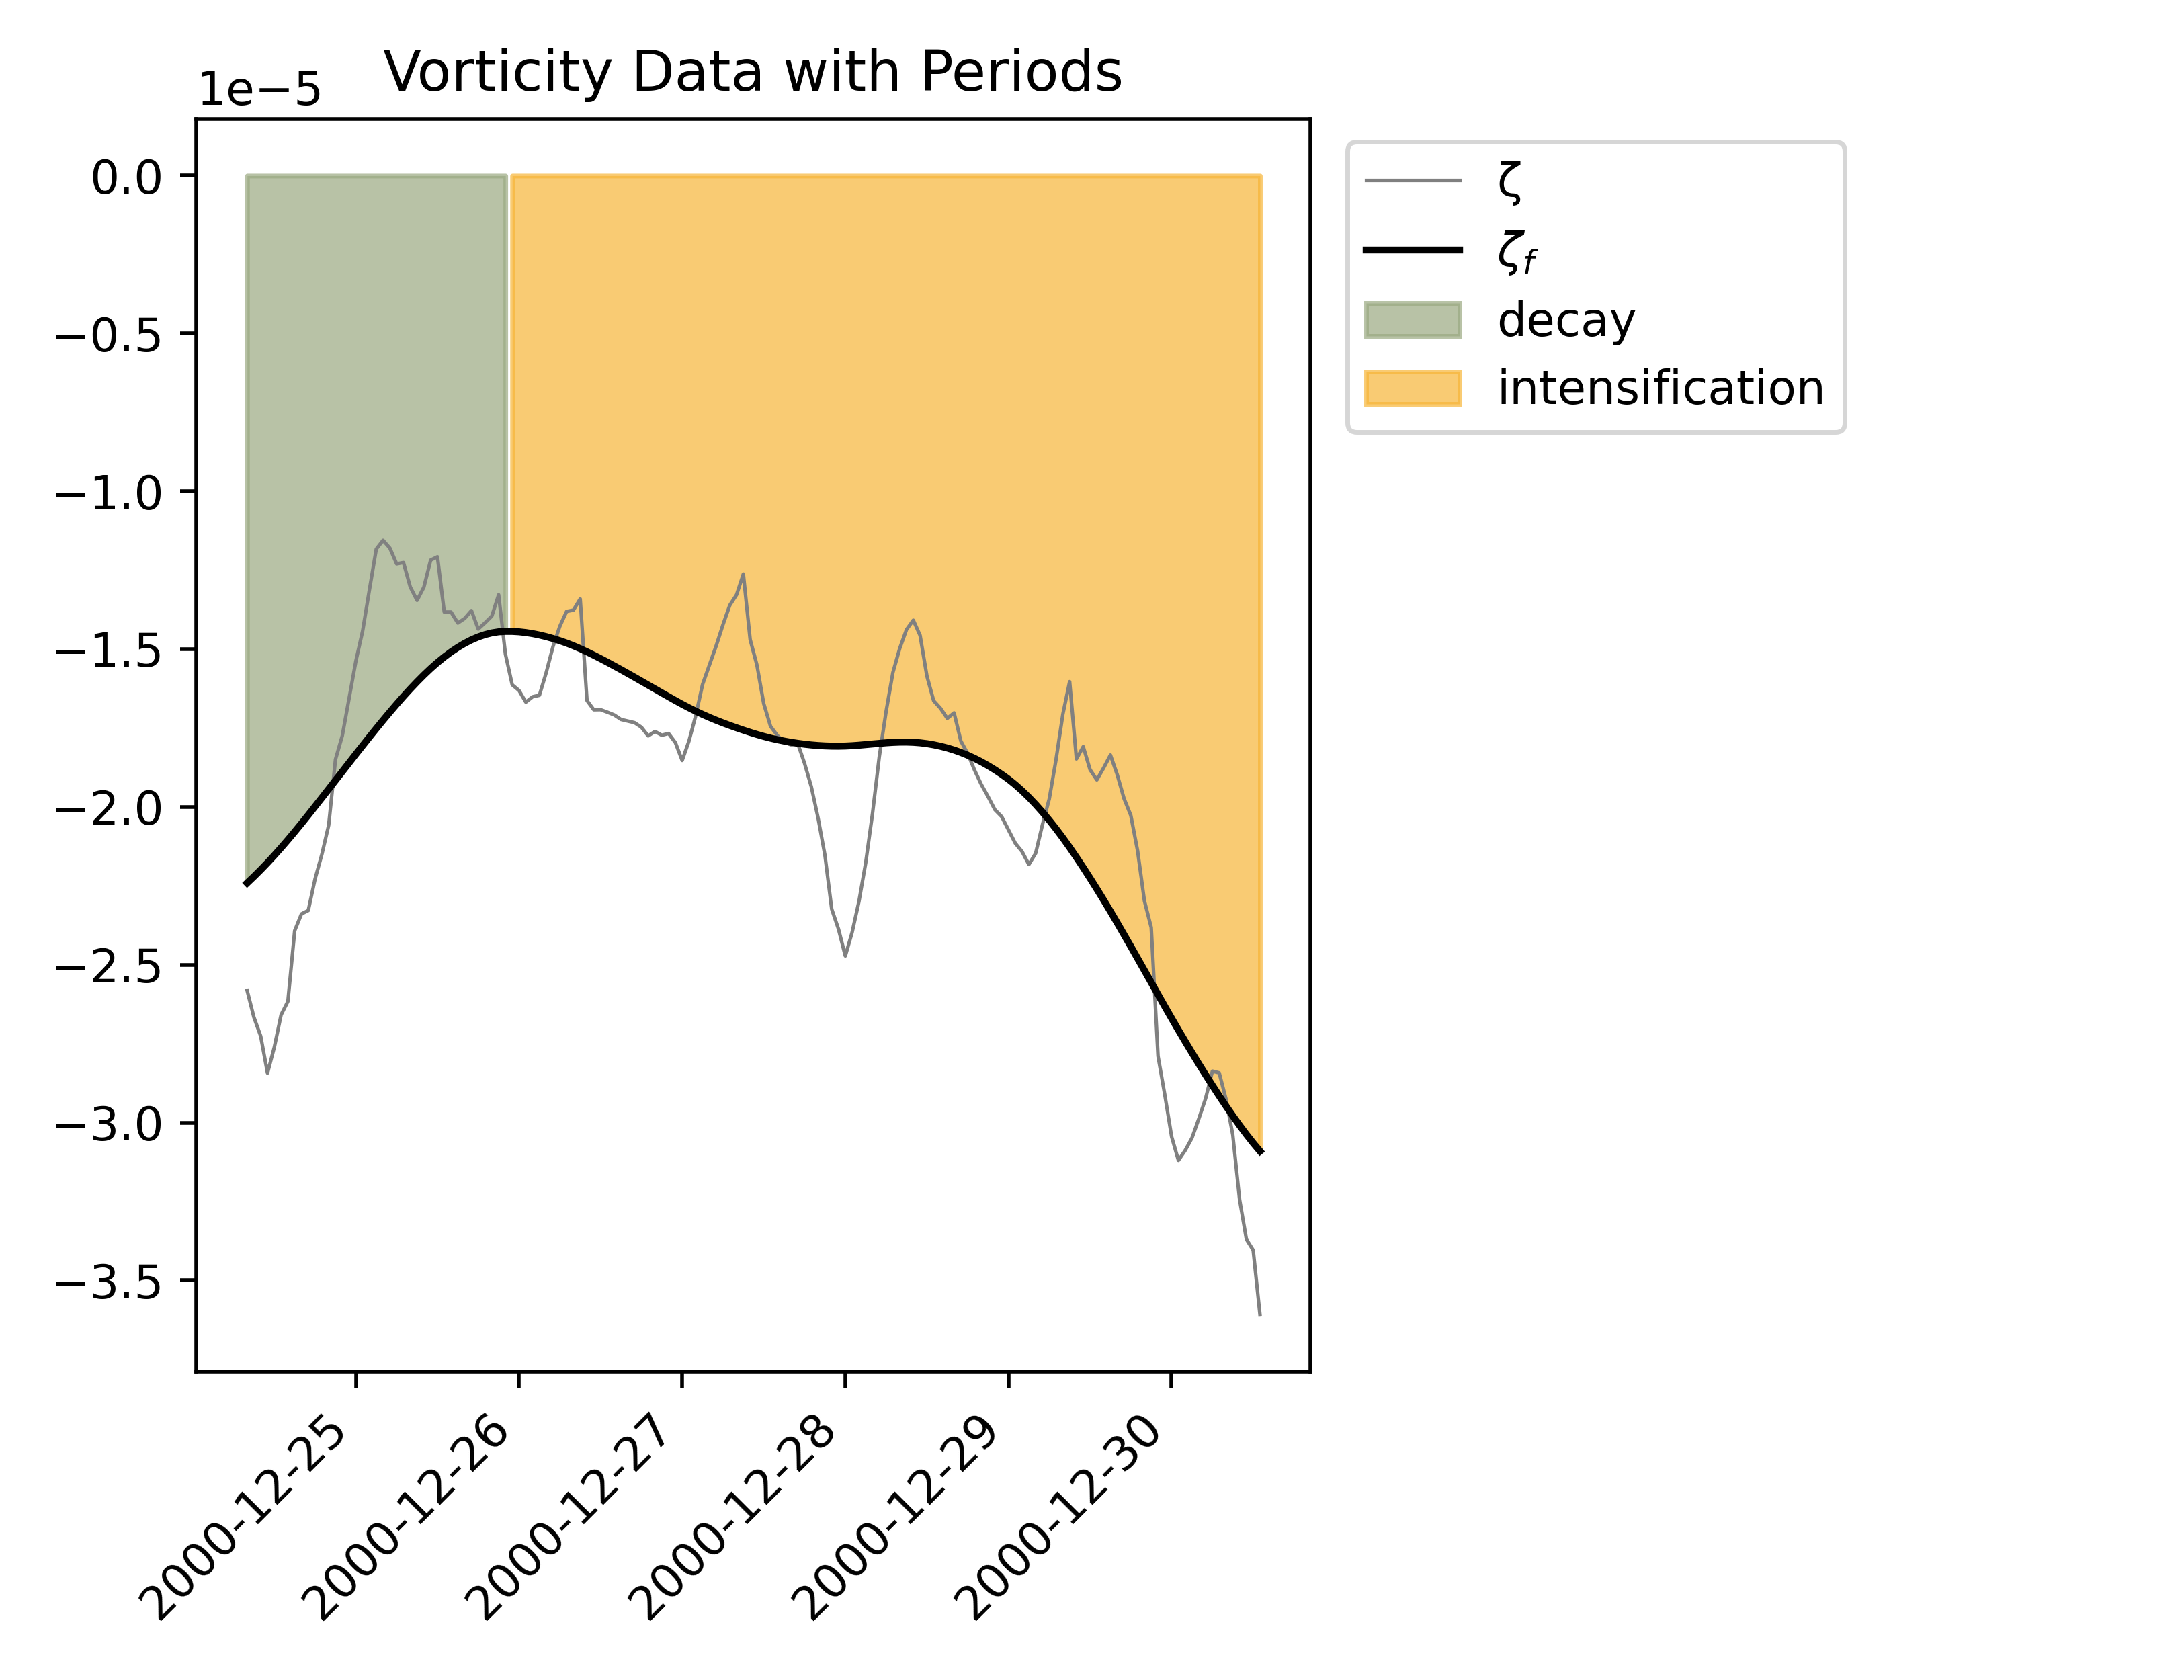 Vorticity Data with Periods
1e−5
0.0
−0.5
−1.0
−1.5
−2.0
−2.5
−3.0
−3.5
2000-12-25
2000-12-26
2000-12-27
2000-12-28
2000-12-29
2000-12-30
ζ
ζf
decay
intensification